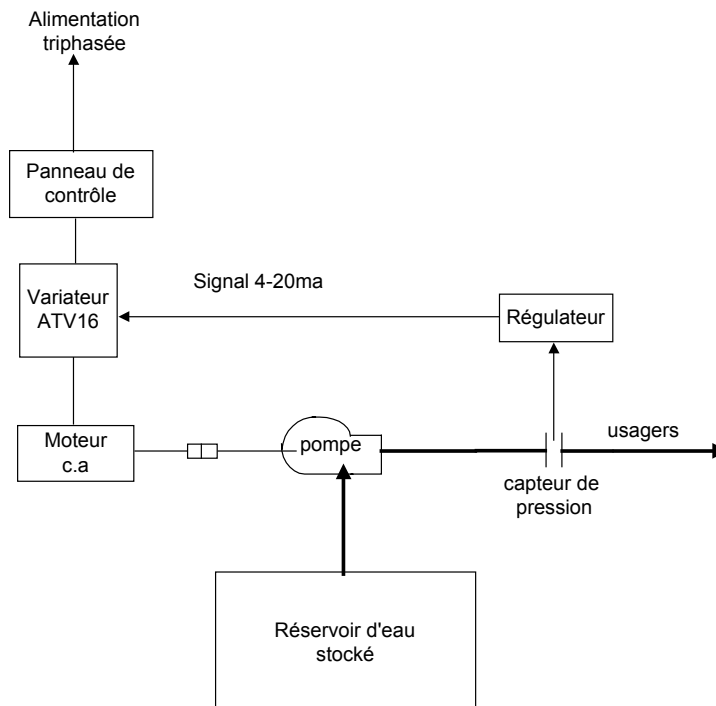 Alimentation
triphasée
Panneau de
contrôle
Variateur
ATV16
Signal 4-20ma
Régulateur
Moteur
c.a
pompe
usagers
capteur de
pression
Réservoir d'eau
stocké